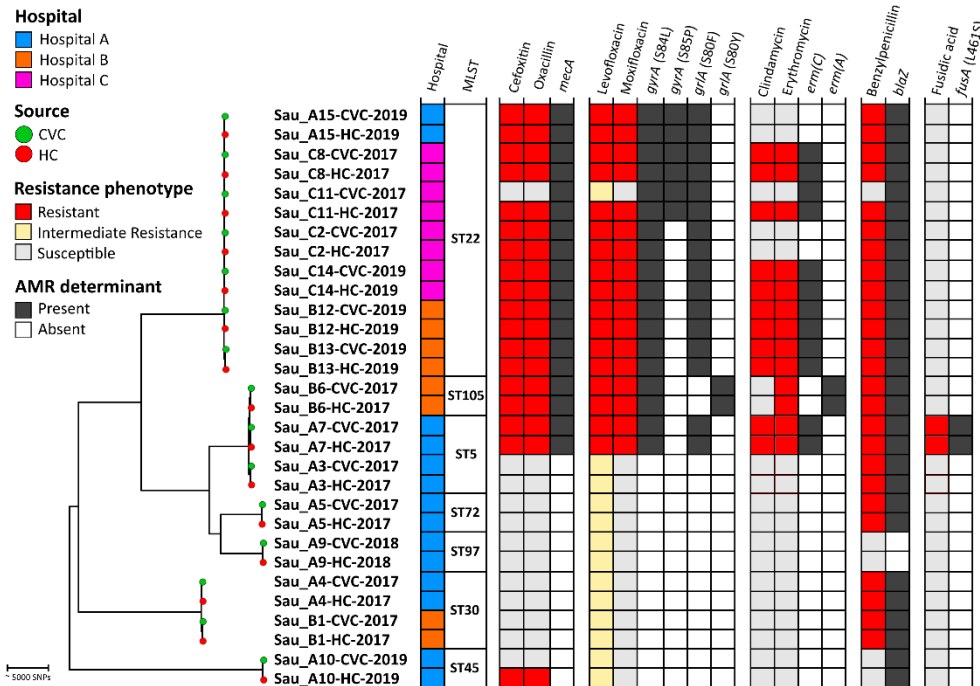 Hospital
Hospital A
Hospital B
Hospital C
Source
CVC
HC
Resistance phenotype
Resistant
Intermediate Resistance
Susceptible
AMR determinant
Present
Absent
~ 5000 SNPs
Hospital
MLST
Cefoxitin
Oxacillin
mecA
Levofloxacin
Moxifloxacin
gyrA (S84L)
gyrA (S85P)
grlA (S80F)
grlA (S80Y)
Clindamycin
Erythromycin
erm(C)
erm(A)
Benzylpenicillin
blaZ
Fusidic acid
fusA (L461S)
Sau_A15-CVC-2019
Sau_A15-HC-2019
Sau_C8-CVC-2017
Sau_C8-HC-2017
Sau_C11-CVC-2017
Sau_C11-HC-2017
Sau_C2-CVC-2017
Sau_C2-HC-2017
Sau_C14-CVC-2019
Sau_C14-HC-2019
Sau_B12-CVC-2019
Sau_B12-HC-2019
Sau_B13-CVC-2019
Sau_B13-HC-2019
Sau_B6-CVC-2017
Sau_B6-HC-2017
Sau_A7-CVC-2017
Sau_A7-HC-2017
Sau_A3-CVC-2017
Sau_A3-HC-2017
Sau_A5-CVC-2017
Sau_A5-HC-2017
Sau_A9-CVC-2018
Sau_A9-HC-2018
Sau_A4-CVC-2017
Sau_A4-HC-2017
Sau_B1-CVC-2017
Sau_B1-HC-2017
Sau_A10-CVC-2019
Sau_A10-HC-2019
ST22
ST105
ST5
ST72
ST97
ST30
ST45